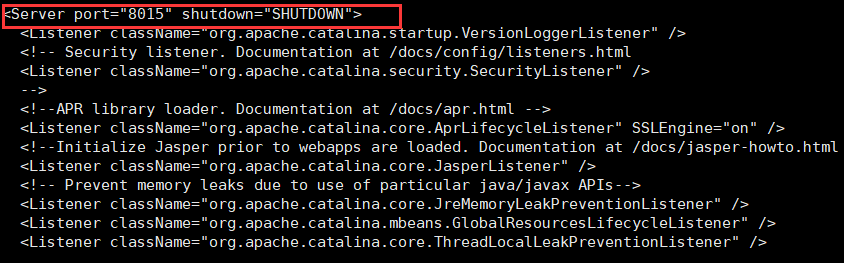 <Server port="8015" shutdown="SHUTDOWN">
<Listener className="org.apache.catalina.startup.VersionLoggerListener" />
<!-- Security listener. Documentation at /docs/config/listeners.html
<Listener className="org.apache.catalina.security.SecurityListener" />
-->
<!--APR library loader. Documentation at /docs/apr.html -->
<Listener className="org.apache.catalina.core.AprLifecycleListener" SSLEngine="on" />
<!--Initialize Jasper prior to webapps are loaded. Documentation at /docs/jasper-howto.html
<Listener className="org.apache.catalina.core.JasperListener" />
<!-- Prevent memory leaks due to use of particular java/javax APIs-->
<Listener className="org.apache.catalina.core.JreMemoryLeakPreventionListener" />
<Listener className="org.apache.catalina.mbeans.GlobalResourcesLifecycleListener" />
<Listener className="org.apache.catalina.core.ThreadLocalLeakPreventionListener" />